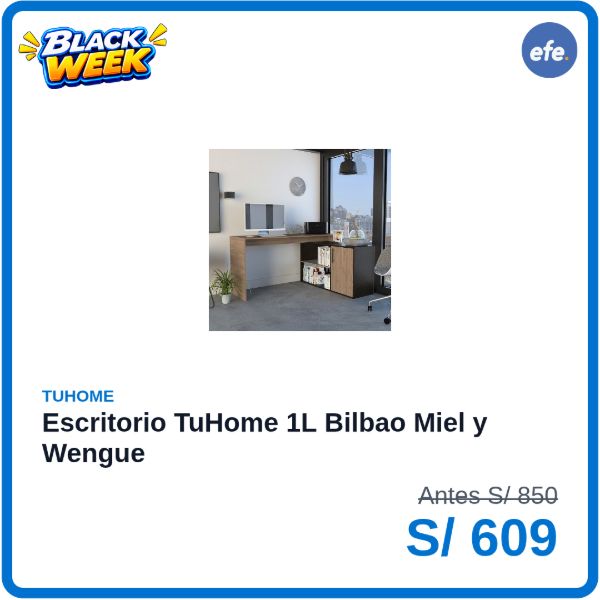 BLACK
WEEK
efe.
TUHOME
Escritorio TuHome 1L Bilbao Miel y
Wengue
Antes S/ 850
S/ 609